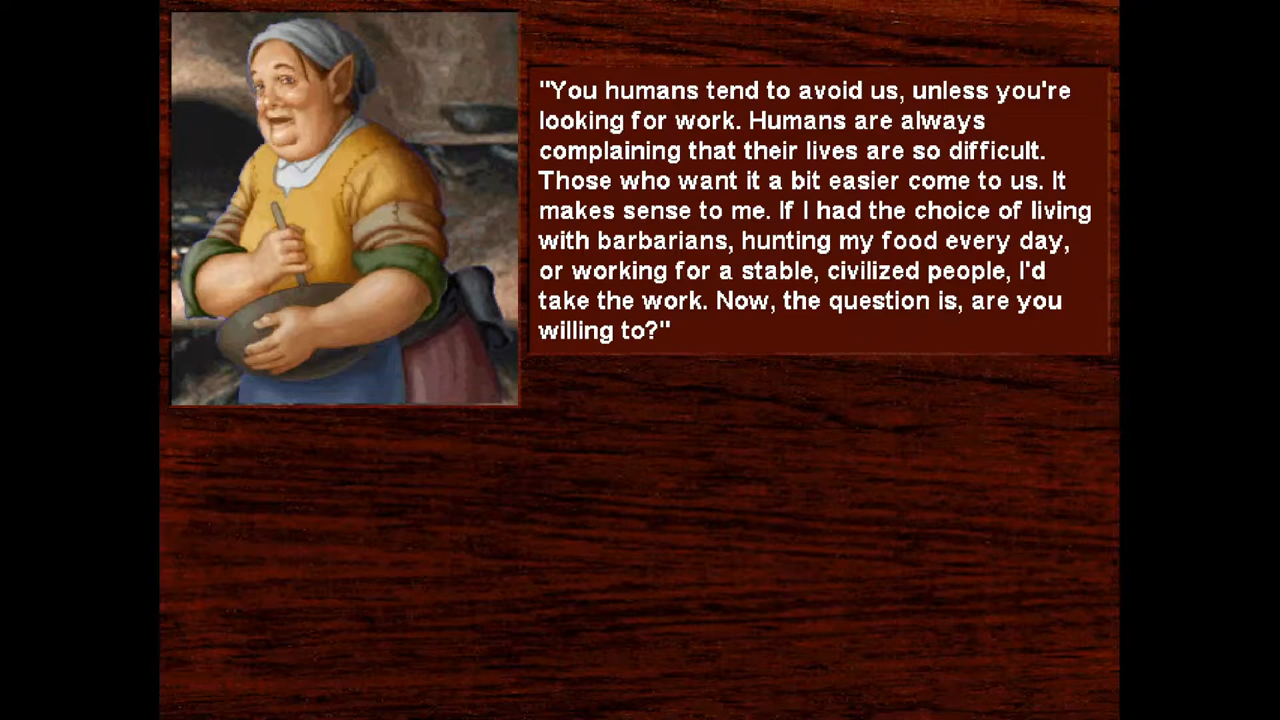 "You humans tend to avoid us, unless you're
looking for work. Humans are always
complaining that their lives are so difficult.
Those who want it a bit easier come to us. It
makes sense to me. If I had the choice of living
with barbarians, hunting my food every day,
or working for a stable, civilized people, I'd
take the work. Now, the question is, are you
willing to?"